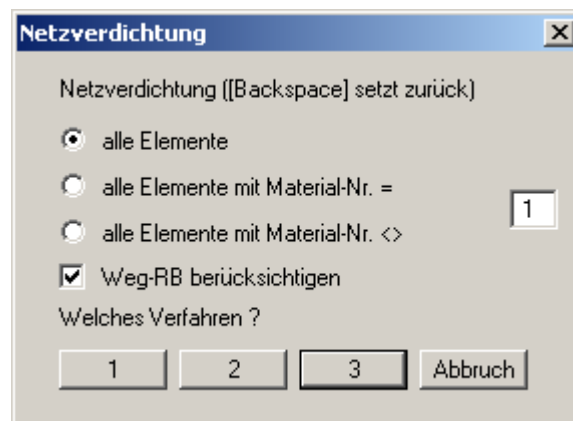 Netzverdichtung
Netzverdichtung ([Backspace] setzt zurück)
alle Elemente
alle Elemente mit Material-Nr. =
1
alle Elemente mit Material-Nr. <>
Weg-RB berücksichtigen
Welches Verfahren ?
1 2 3 Abbruch